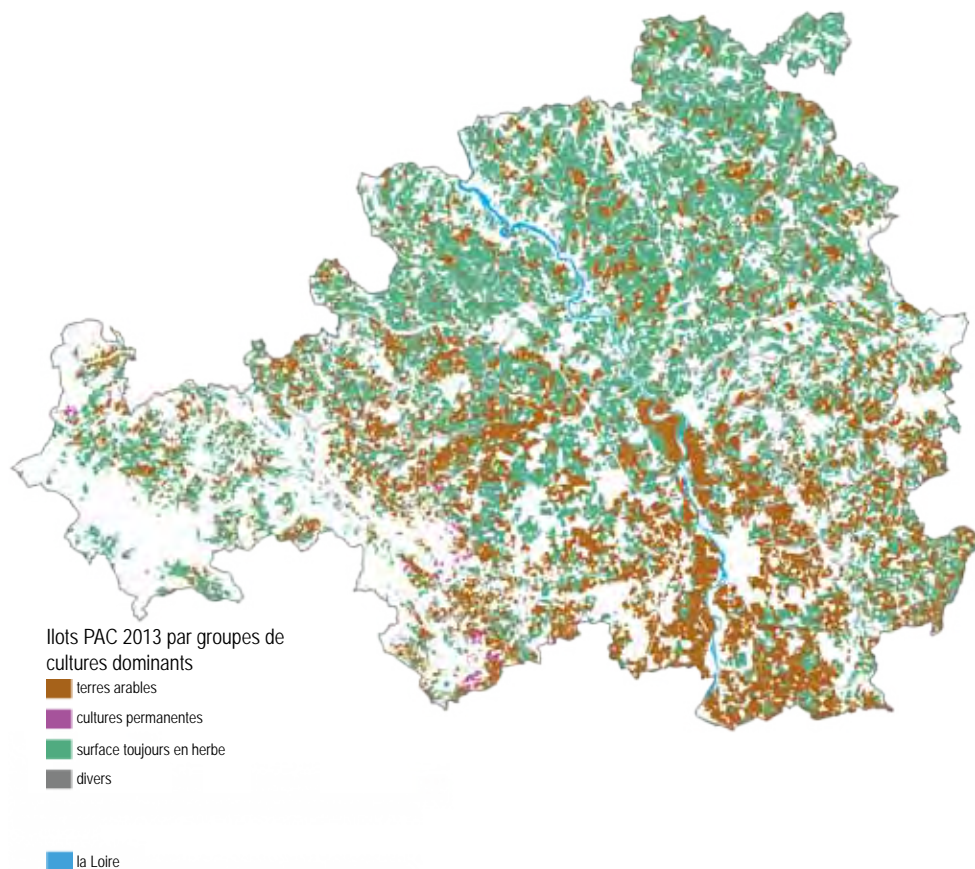 Ilots PAC 2013 par groupes de
cultures dominants
terres arables
cultures permanentes
surface toujours en herbe
divers
la Loire